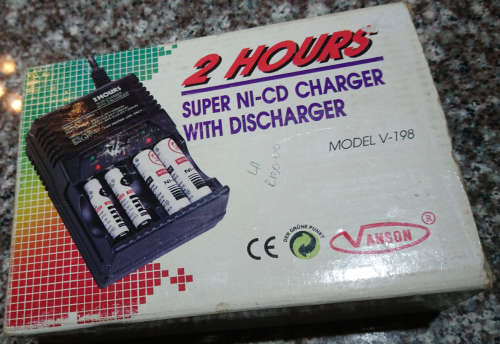 2 HOURS
SUPER NI-CD CHARGER
WITH DISCHARGER
MODEL V-198
2 HOURS
CE
DER GRÜNE PUNKT
VANSON ®